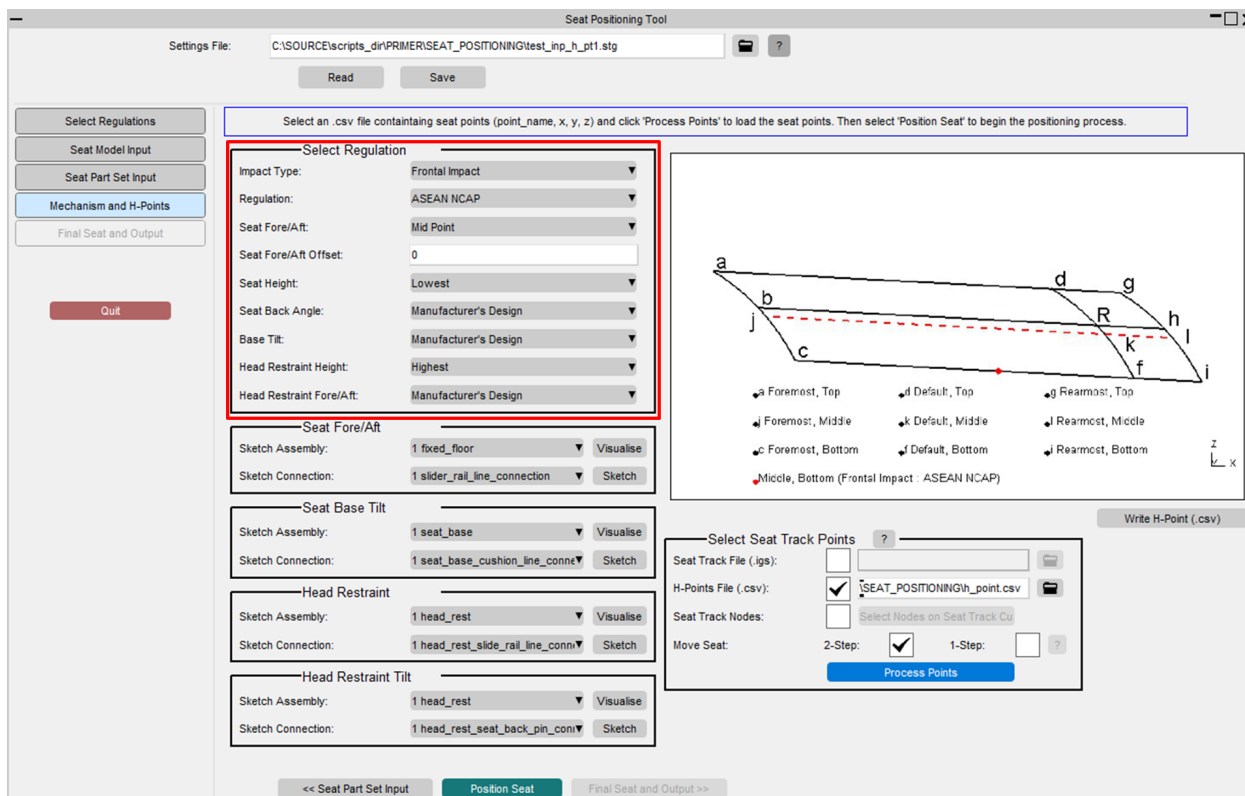 Seat Positioning Tool
Settings File: C:\SOURCE\scripts_dir\PRIMER\SEAT_POSITIONING\test_inp_h_pt1.stg ?
Read Save
Select Regulations
Seat Model Input
Seat Part Set Input
Mechanism and H-Points
Final Seat and Output
Quit
Select an .csv file containtaing seat points (point_name, x, y, z) and click 'Process Points' to load the seat points. Then select 'Position Seat' to begin the positioning process.
Select Regulation
Impact Type: Frontal Impact
Regulation: ASEAN NCAP
Seat Fore/Aft: Mid Point
Seat Fore/Aft Offset: 0
Seat Height: Lowest
Seat Back Angle: Manufacturer's Design
Base Tilt: Manufacturer's Design
Head Restraint Height: Highest
Head Restraint Fore/Aft: Manufacturer's Design
Seat Fore/Aft
Sketch Assembly: 1 fixed_floor Visualise
Sketch Connection: 1 slider_rail_line_connection Sketch
Seat Base Tilt
Sketch Assembly: 1 seat_base Visualise
Sketch Connection: 1 seat_base_cushion_line_conne Sketch
Head Restraint
Sketch Assembly: 1 head_rest Visualise
Sketch Connection: 1 head_rest_slide_rail_line_conn Sketch
Head Restraint Tilt
Sketch Assembly: 1 head_rest Visualise
Sketch Connection: 1 head_rest_seat_back_pin_con Sketch
a
d
g
b
j
R
h
k
l
c
f
i
a Foremost, Top d Default, Top g Rearmost, Top
j Foremost, Middle k Default, Middle l Rearmost, Middle
c Foremost, Bottom f Default, Bottom i Rearmost, Bottom
Middle, Bottom (Frontal Impact : ASEAN NCAP)
Z
Y X
Write H-Point (.csv)
Select Seat Track Points ?
Seat Track File (.igs):
H-Points File (.csv): \SEAT_POSITIONING\h_point.csv
Seat Track Nodes: Select Nodes on Seat Track Cu
Move Seat: 2-Step: 1-Step: ?
Process Points
<< Seat Part Set Input Position Seat Final Seat and Output >>